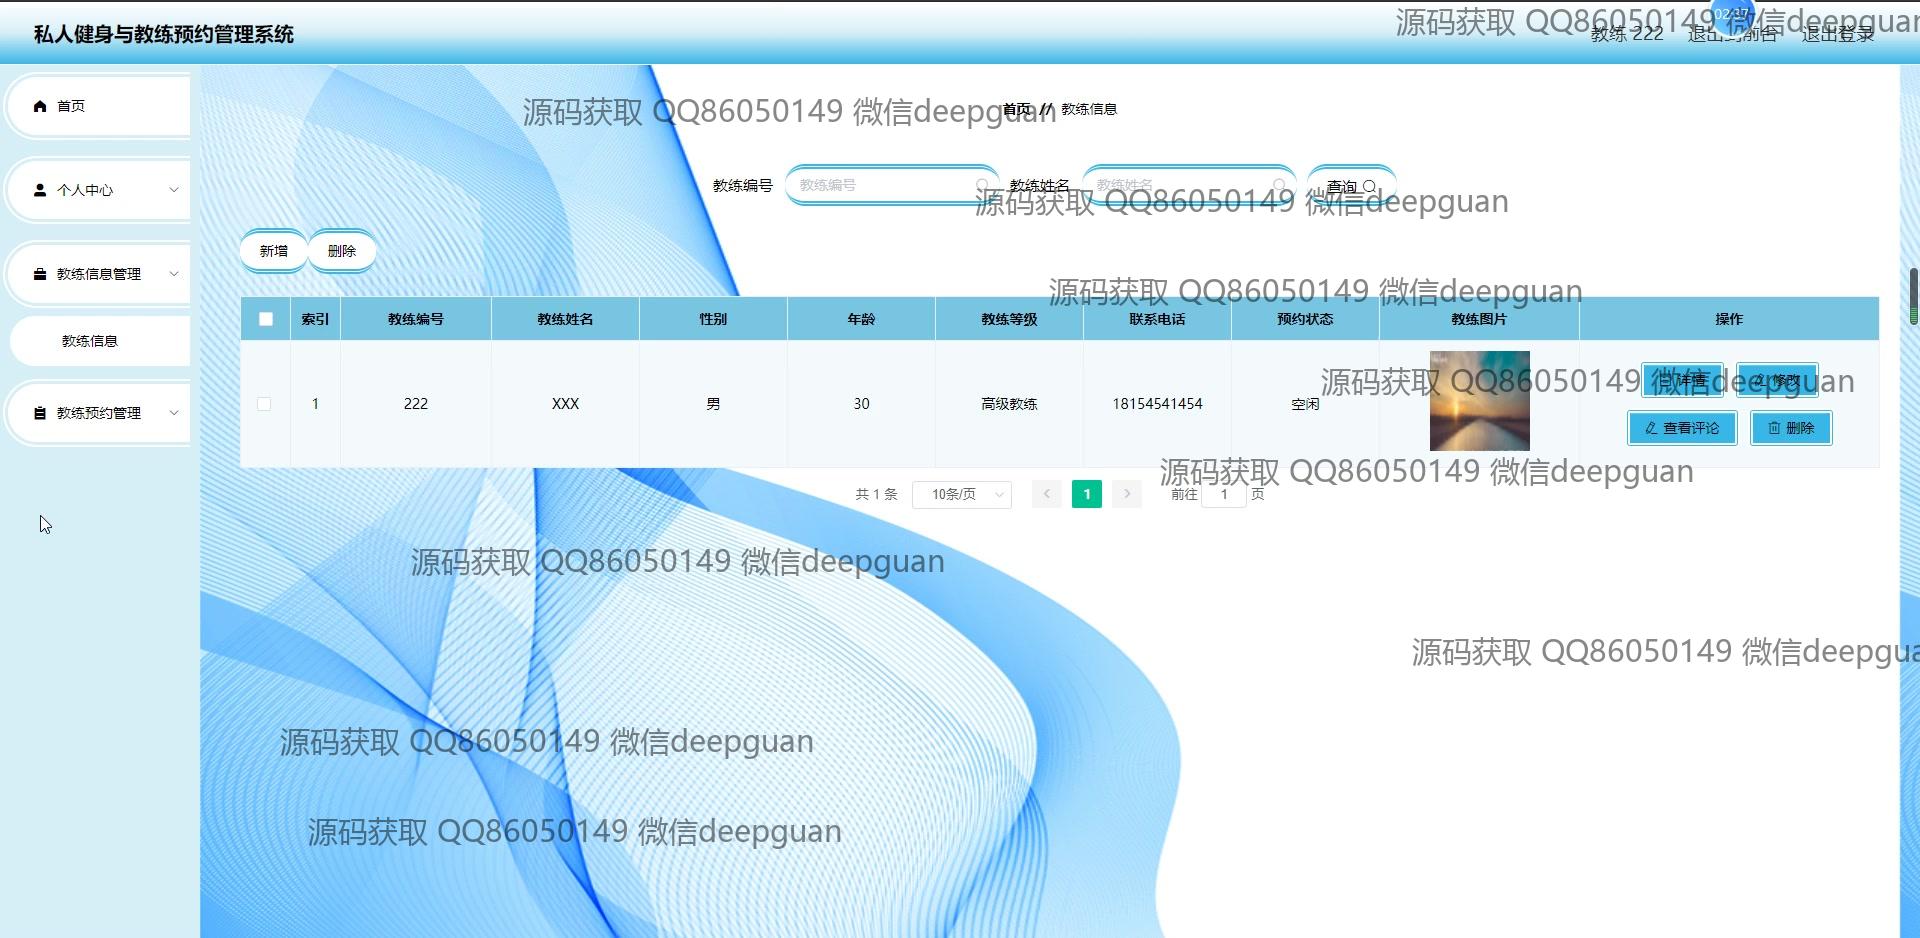 私人健身与教练预约管理系统
源码获取 QQ86050149 微信deepguan
02:37
教练 222 退出到前台 退出登录
首页
个人中心
教练信息管理
教练信息
教练预约管理
源码获取 QQ86050149 微信deepguan
首页 // 教练信息
教练编号 教练编号 教练姓名 教练姓名 查询
源码获取 QQ86050149 微信deepguan
新增 删除
源码获取 QQ86050149 微信deepguan
索引 教练编号 教练姓名 性别 年龄 教练等级 联系电话 预约状态 教练图片 操作
源码获取 QQ86050149 微信deepguan
详情 修改
1 222 XXX 男 30 高级教练 18154541454 空闲
查看评论 删除
源码获取 QQ86050149 微信deepguan
共 1 条 10条/页 1 前往 1 页
源码获取 QQ86050149 微信deepguan
源码获取 QQ86050149 微信deepgua
源码获取 QQ86050149 微信deepguan
源码获取 QQ86050149 微信deepguan